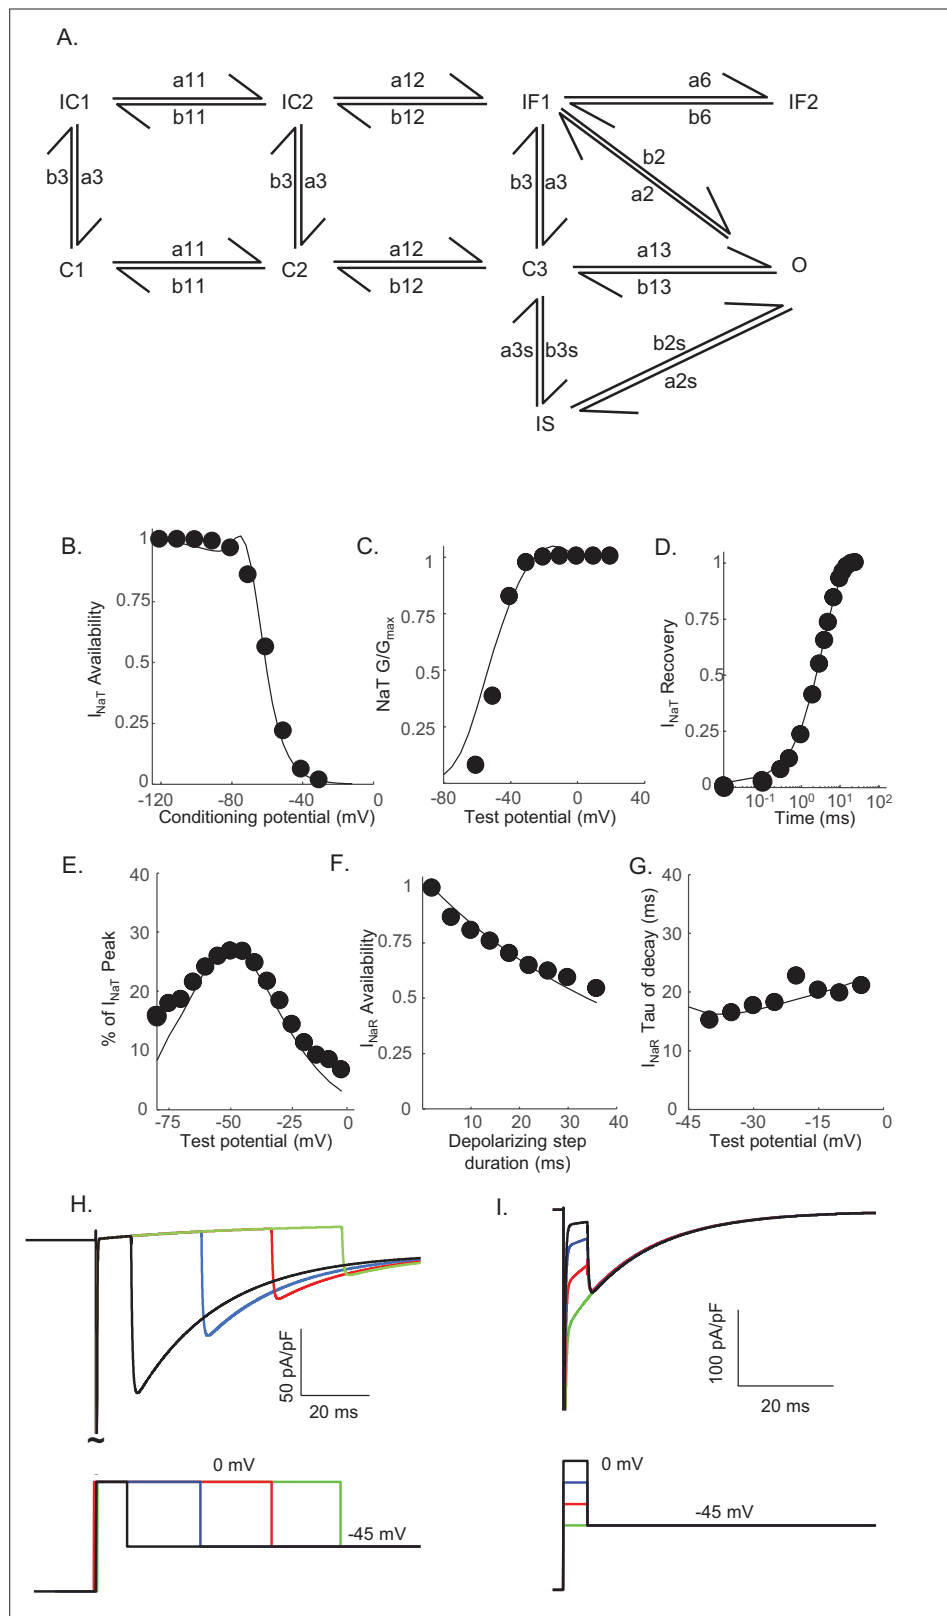 A.
a11 a12 a6
IC1 IC2 IF1 IF2
b11 b12 b6
b2
a2
b3 a3 b3 a3 b3 a3
a11 a12 a13
C1 C2 C3 O
b11 b12 b13
b2s
a2s
a3s b3s
IS
B.
1
0.75
0.5
0.25
0
-120 -80 -40 0
I NaT Availability
Conditioning potential (mV)
C.
1
0.75
0.5
0.25
-80 -40 0 40
NaT G/Gmax
Test potential (mV)
D.
1
0.75
0.5
0.25
0
10-1 100 101 102
I NaT Recovery
Time (ms)
E.
40
30
20
10
0
-75 -50 -25 0
% of I NaT Peak
Test potential (mV)
F.
1
0.75
0.5
0.25
0
10 20 30 40
I NaR Availability
Depolarizing step
duration (ms)
G.
40
30
20
10
0
-45 -30 -15 0
I NaR Tau of decay (ms)
Test potential (mV)
H.
50 pA/pF
20 ms
~
0 mV
-45 mV
I.
100 pA/pF
20 ms
0 mV
-45 mV